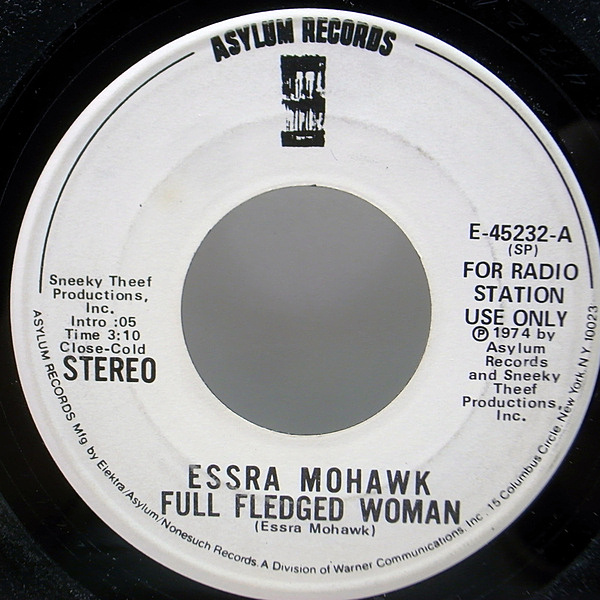 ASYLUM RECORDS
E-45232-A
(SP)
FOR RADIO
STATION
USE ONLY
Ⓟ 1974 by
Asylum
Records
and Sneeky
Theef
Productions,
Inc.
Sneeky Theef
Productions,
Inc.
Intro :05
Time 3:10
Close-Cold
STEREO
ESSRA MOHAWK
FULL FLEDGED WOMAN
(Essra Mohawk)
ASYLUM RECORDS Mfg by Elektra/Asylum/Nonesuch Records. A Division of Warner Communications, Inc. 15 Columbus Circle, New York, N.Y. 10023